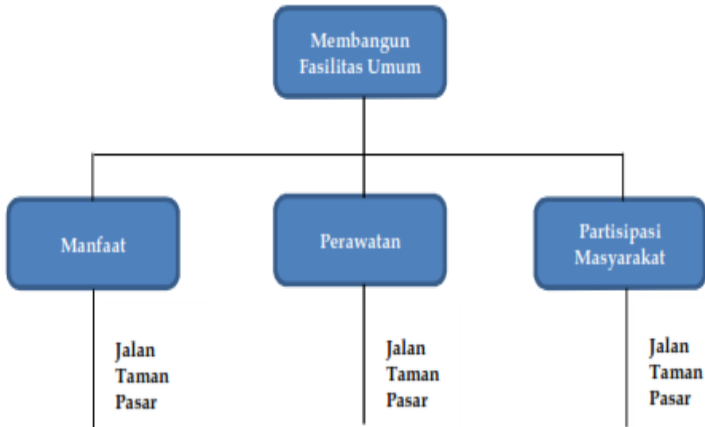 Membangun
Fasilitas Umum
Manfaat
Perawatan
Partisipasi
Masyarakat
Jalan
Taman
Pasar
Jalan
Taman
Pasar
Jalan
Taman
Pasar